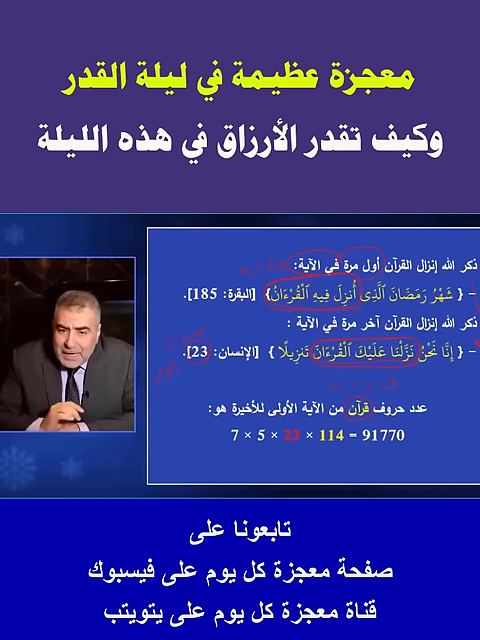 معجزة عظيمة في ليلة القدر
وكيف تقدر الأرزاق في هذه الليلة
ذكر الله إنزال القرآن أول مرة في الآية:
– { شَهْرُ رَمَضَانَ ٱلَّذِىٓ أُنزِلَ فِيهِ ٱلْقُرْءَانُ} [البقرة: 185].
ذكر الله إنزال القرآن آخر مرة في الآية :
– { إِنَّا نَحْنُ نَزَّلْنَا عَلَيْكَ ٱلْقُرْءَانَ تَنزِيلًا } [الإنسان: 23].
عدد حروف قرآن من الآية الأولى للأخيرة هو:
7 × 5 × 23 × 114 = 91770
تابعونا على
صفحة معجزة كل يوم على فيسبوك
قناة معجزة كل يوم على يتويتب